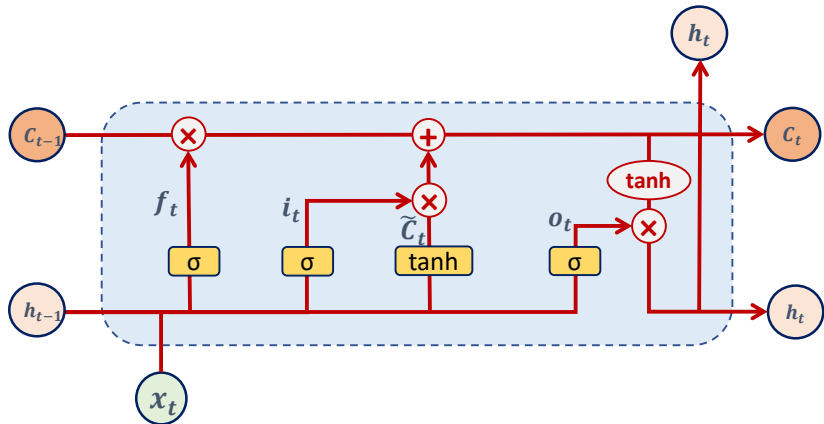 h_t
C_{t-1} × + C_t
tanh
f_t i_t × o_t ×
C̃_t
σ σ tanh σ
h_{t-1} h_t
x_t